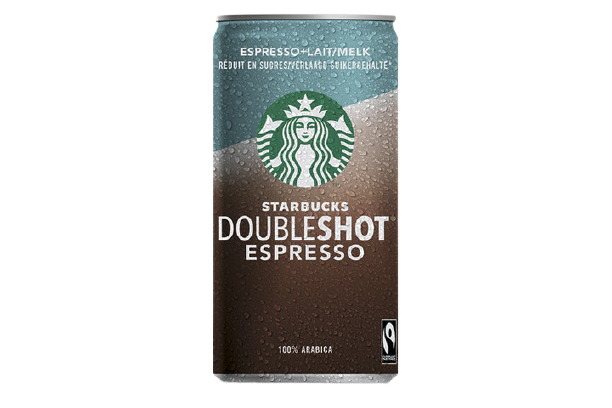 ESPRESSO+LAIT/MELK
RÉDUIT EN SUCRES/VERLAAGD SUIKERGEHALTE*
STARBUCKS
DOUBLESHOT®
ESPRESSO
100% ARABICA